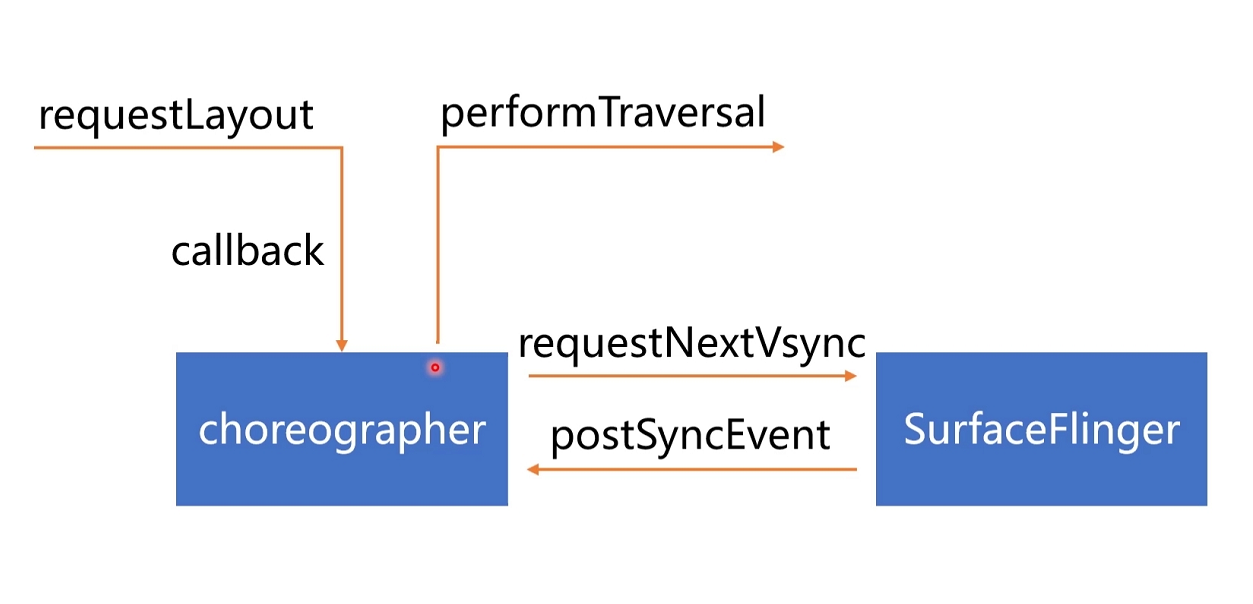 requestLayout
performTraversal
callback
requestNextVsync
choreographer
postSyncEvent
SurfaceFlinger